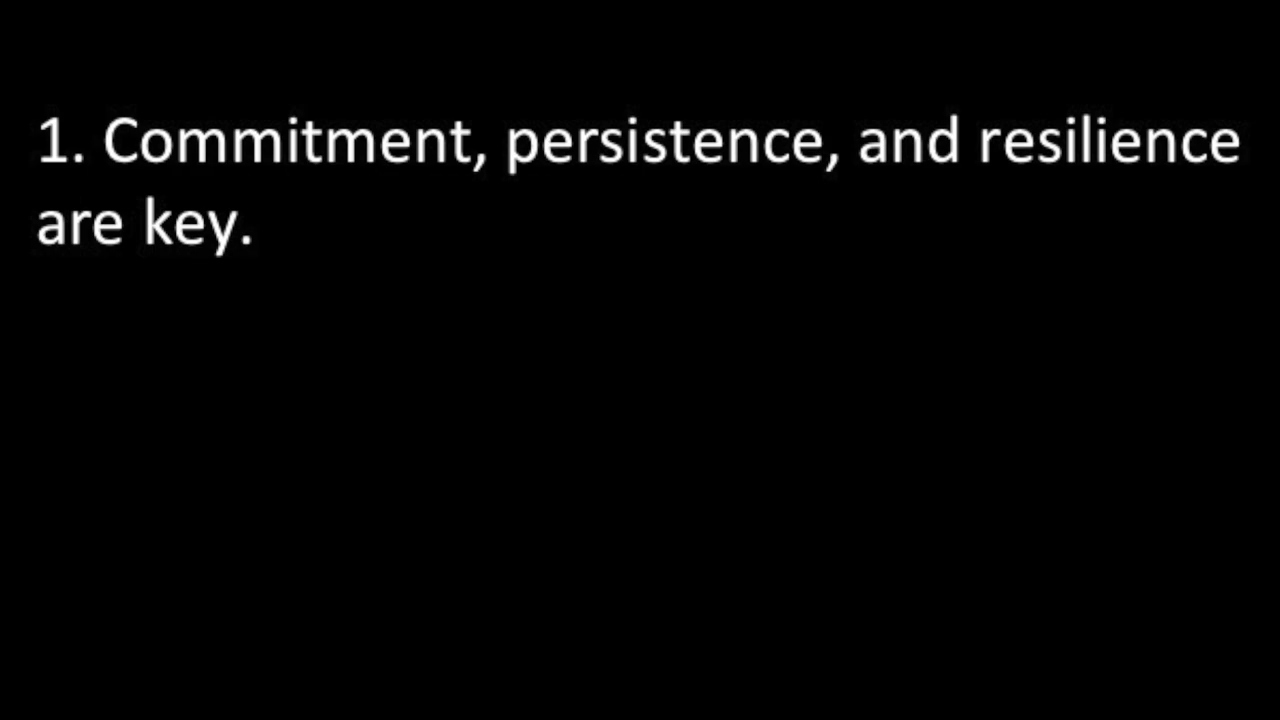 1. Commitment, persistence, and resilience
are key.